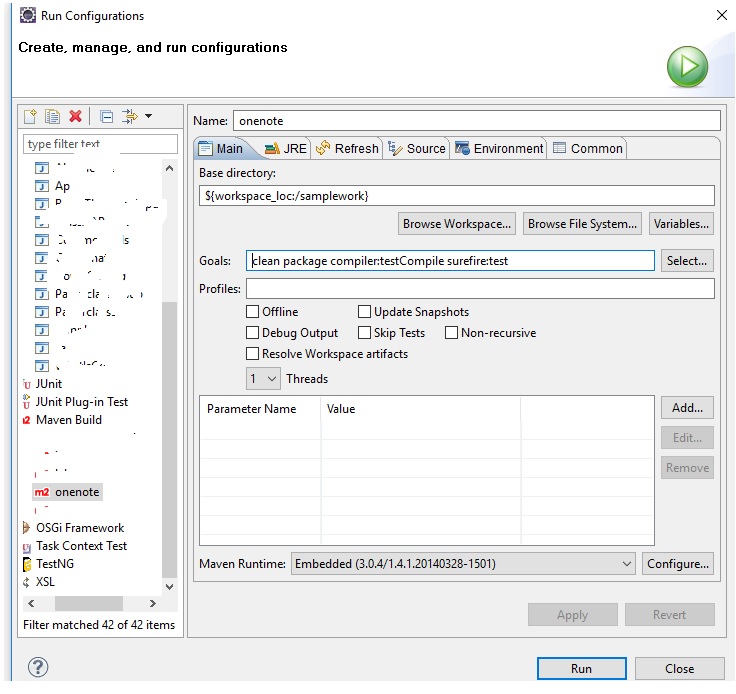 Run Configurations
Create, manage, and run configurations
type filter text
Ap
JUnit
JUnit Plug-in Test
Maven Build
m2 onenote
OSGi Framework
Task Context Test
TestNG
XSL
Filter matched 42 of 42 items
Name: onenote
Main JRE Refresh Source Environment Common
Base directory:
${workspace_loc:/samplework}
Browse Workspace... Browse File System... Variables...
Goals: clean package compiler:testCompile surefire:test Select...
Profiles:
Offline Update Snapshots
Debug Output Skip Tests Non-recursive
Resolve Workspace artifacts
1 Threads
Parameter Name Value
Add...
Edit...
Remove
Maven Runtime: Embedded (3.0.4/1.4.1.20140328-1501) Configure...
Apply Revert
? Run Close